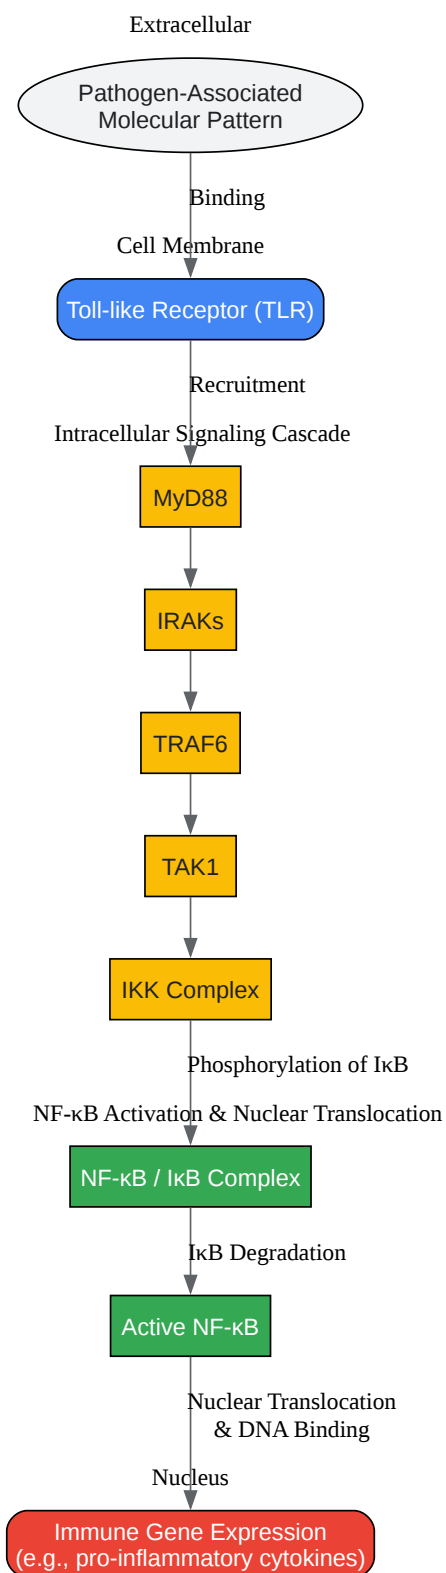 Extracellular
Pathogen-Associated
Molecular Pattern
Binding
Cell Membrane
Toll-like Receptor (TLR)
Recruitment
Intracellular Signaling Cascade
MyD88
IRAKs
TRAF6
TAK1
IKK Complex
Phosphorylation of IκB
NF-κB Activation & Nuclear Translocation
NF-κB / IκB Complex
IκB Degradation
Active NF-κB
Nuclear Translocation
& DNA Binding
Nucleus
Immune Gene Expression
(e.g., pro-inflammatory cytokines)